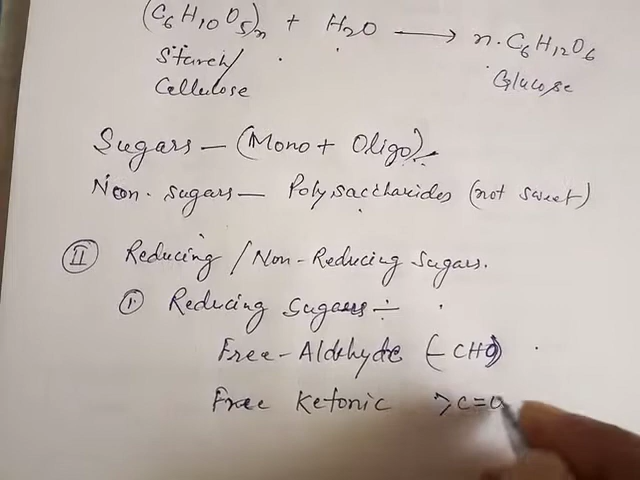 (C6H10O5)n + H2O → n.C6H12O6
Starch/ Glucose
Cellulose
Sugars - (Mono + Oligo)
Non-sugars - Polysaccharides (not sweet)
II Reducing / Non-Reducing Sugars.
① Reducing Sugars :-
Free-Aldehyde (-CHO)
Free Ketonic >C=O